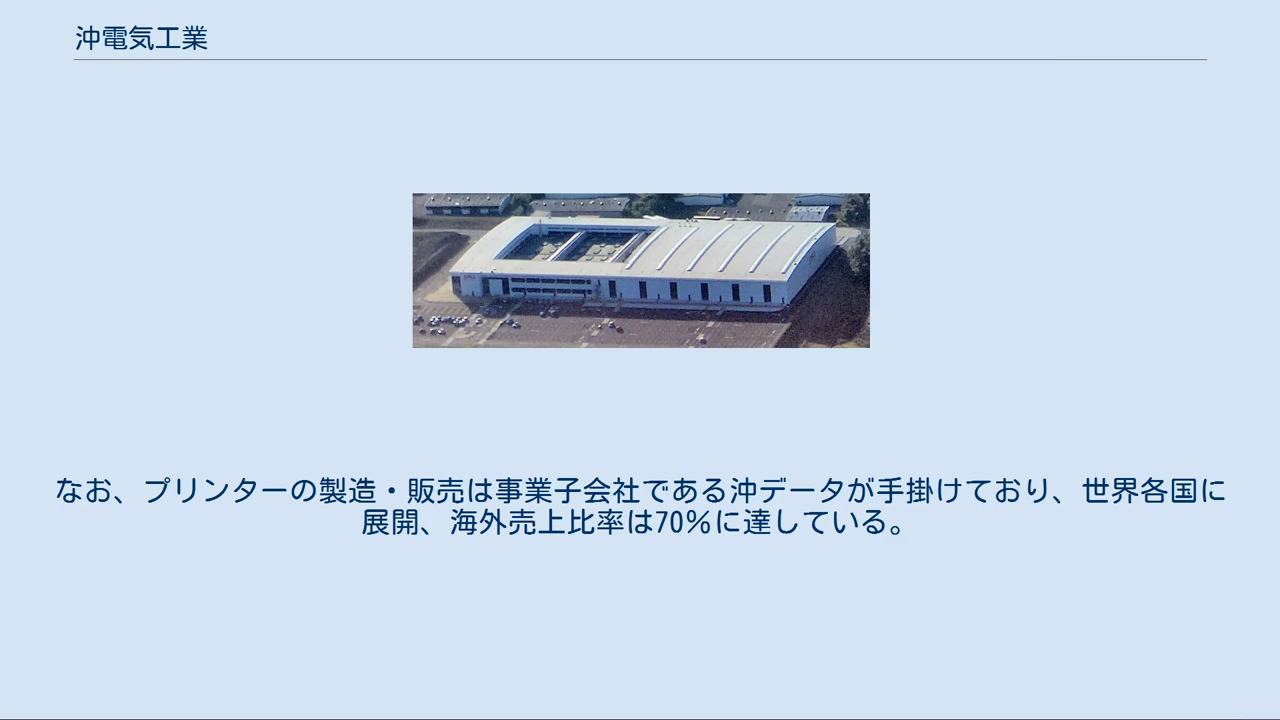 沖電気工業
なお、プリンターの製造・販売は事業子会社である沖データが手掛けており、世界各国に
展開、海外売上比率は70％に達している。